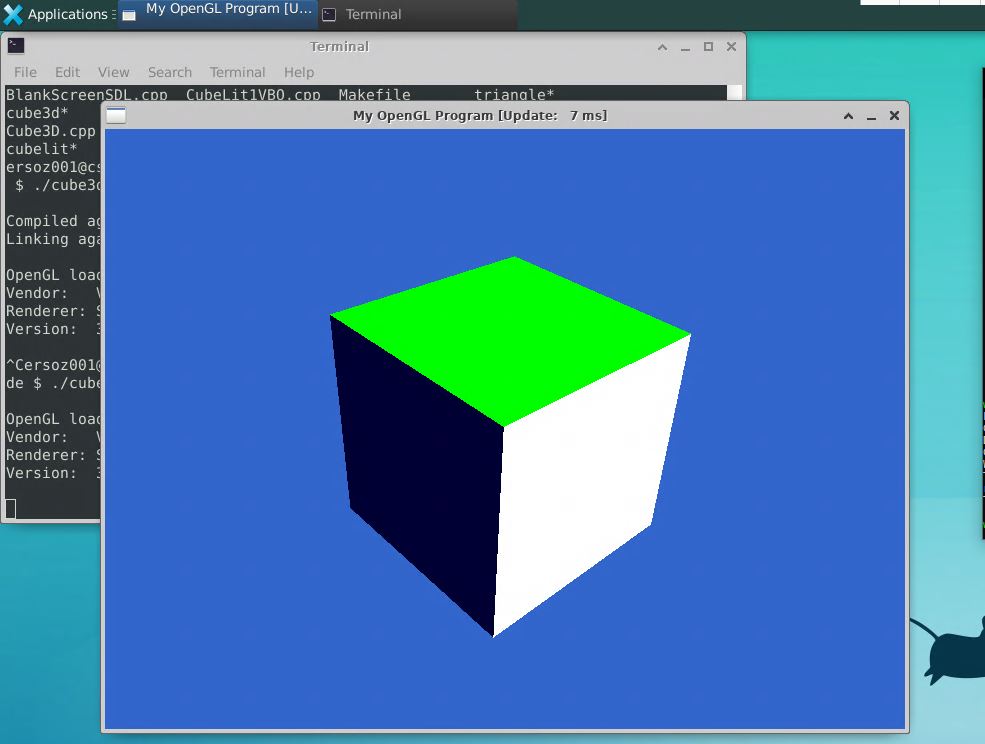 Applications
My OpenGL Program [U...
Terminal
Terminal
File Edit View Search Terminal Help
BlankScreenSDL.cpp CubeLit1VBO.cpp Makefile triangle*
cube3d*
Cube3D.cpp
cubelit*
My OpenGL Program [Update: 7 ms]
ersoz001@cs
$ ./cube3d
Compiled ag
Linking aga
OpenGL load
Vendor: V
Renderer: S
Version: 3
^Cersoz001@
de $ ./cube
OpenGL load
Vendor: V
Renderer: S
Version: 3